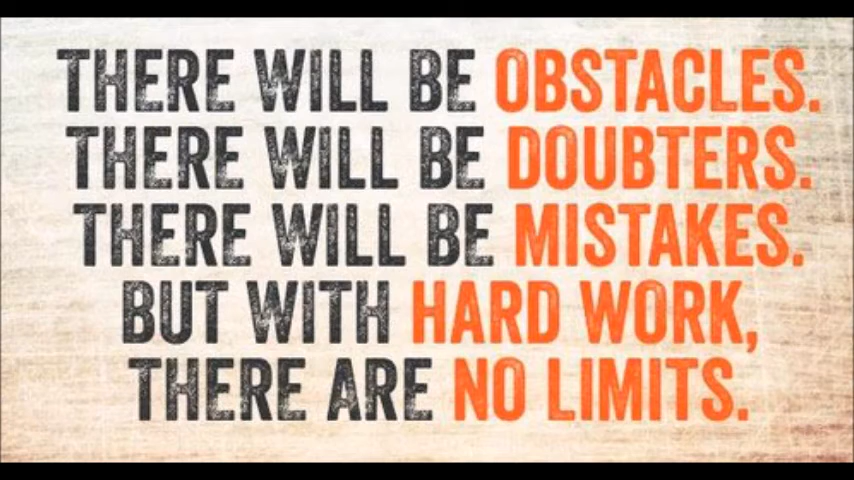 THERE WILL BE OBSTACLES.
THERE WILL BE DOUBTERS.
THERE WILL BE MISTAKES.
BUT WITH HARD WORK,
THERE ARE NO LIMITS.